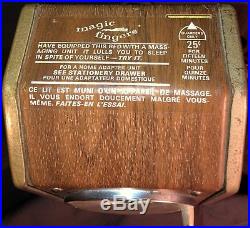 magic
fingers
HAVE EQUIPPED THIS BED WITH A MASS-
AGING UNIT. IT LULLS YOU TO SLEEP
IN SPITE OF YOURSELF — TRY IT.
QUARTERS
ONLY
25¢
FOR
FIFTEEN
MINUTES
FOR A HOME ADAPTER UNIT
SEE STATIONERY DRAWER
POUR UNE ADAPTATEUR DOMESTIQUE
POUR
QUINZE
MINUTES
CE LIT EST MUNI D'UN APPAREIL DE MASSAGE.
IL VOUS ENDORT DOUCEMENT MALGRÉ VOUS-
MÊME. FAITES-EN L'ESSAI.